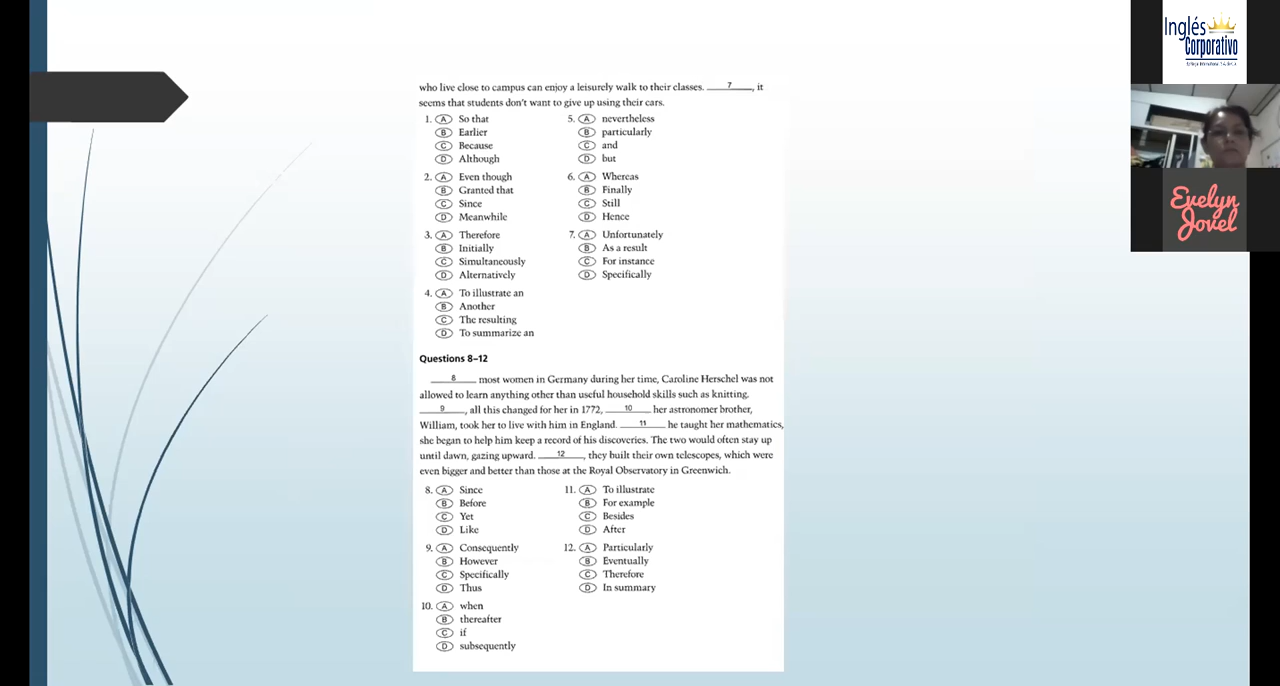 who live close to campus can enjoy a leisurely walk to their classes. 7, it
seems that students don't want to give up using their cars.
1. A So that
B Earlier
C Because
D Although
2. A Even though
B Granted that
C Since
D Meanwhile
3. A Therefore
B Initially
C Simultaneously
D Alternatively
4. A To illustrate an
B Another
C The resulting
D To summarize an
5. A nevertheless
B particularly
C and
D but
6. A Whereas
B Finally
C Still
D Hence
7. A Unfortunately
B As a result
C For instance
D Specifically
Questions 8–12
8 most women in Germany during her time, Caroline Herschel was not
allowed to learn anything other than useful household skills such as knitting.
9, all this changed for her in 1772, 10 her astronomer brother,
William, took her to live with him in England. 11 he taught her mathematics,
she began to help him keep a record of his discoveries. The two would often stay up
until dawn, gazing upward. 12, they built their own telescopes, which were
even bigger and better than those at the Royal Observatory in Greenwich.
8. A Since
B Before
C Yet
D Like
9. A Consequently
B However
C Specifically
D Thus
10. A when
B thereafter
C if
D subsequently
11. A To illustrate
B For example
C Besides
D After
12. A Particularly
B Eventually
C Therefore
D In summary
Inglés
Corporativo
Evelyn
Jovel